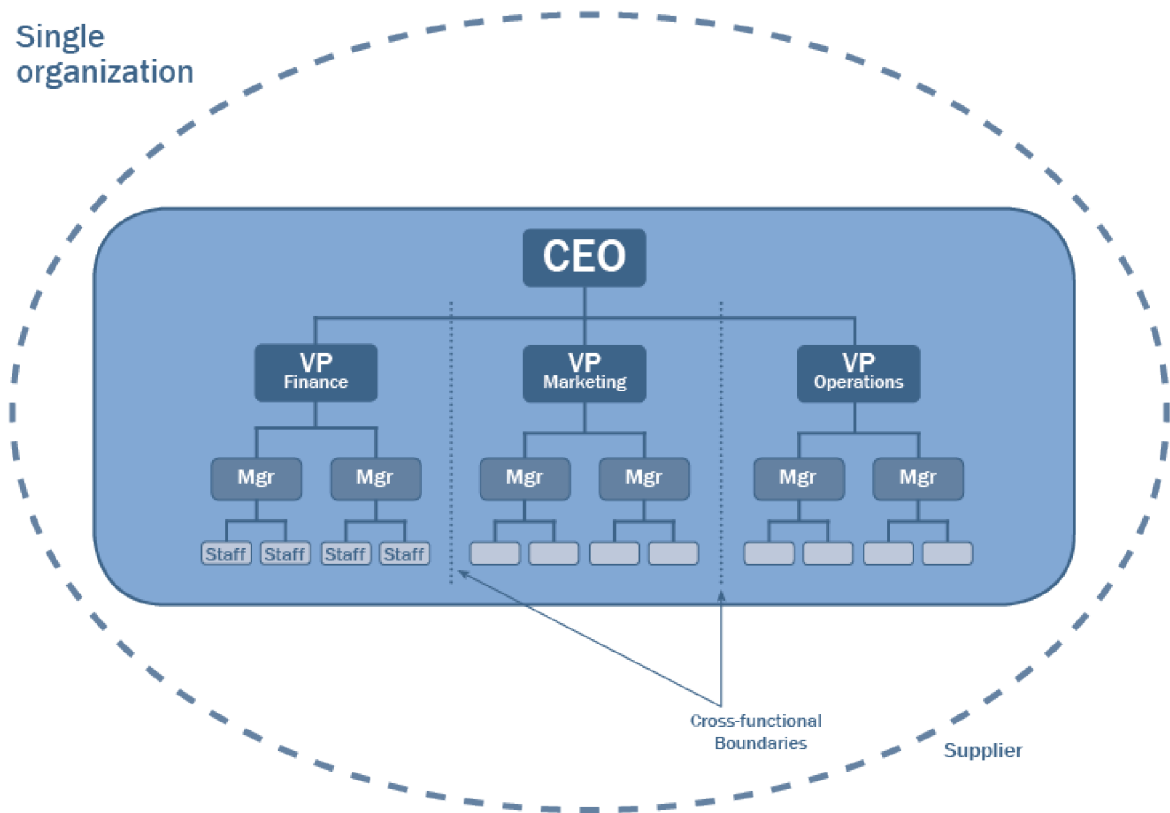 Single
organization
CEO
VP
Finance
VP
Marketing
VP
Operations
Mgr
Mgr
Mgr
Mgr
Mgr
Mgr
Staff
Staff
Staff
Staff
Cross-functional
Boundaries
Supplier